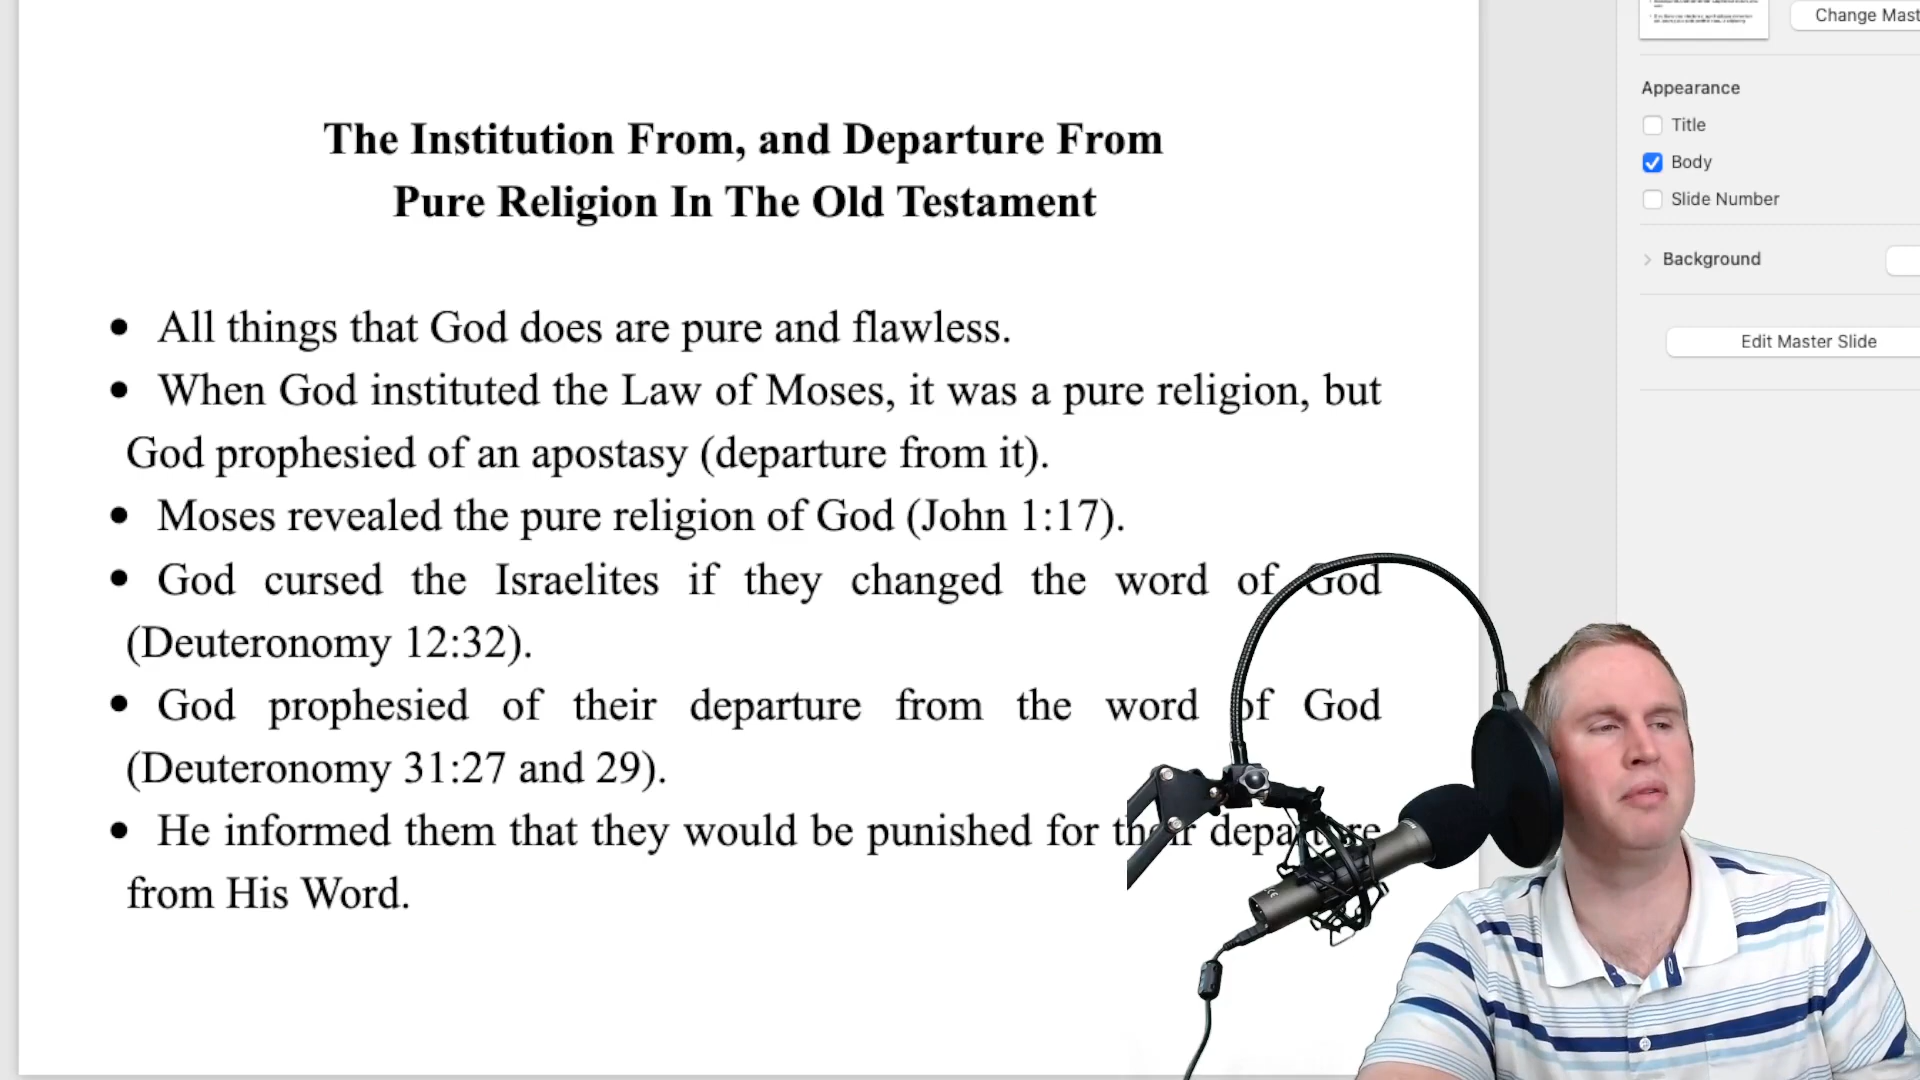 The Institution From, and Departure From
Pure Religion In The Old Testament
• All things that God does are pure and flawless.
• When God instituted the Law of Moses, it was a pure religion, but
God prophesied of an apostasy (departure from it).
• Moses revealed the pure religion of God (John 1:17).
• God cursed the Israelites if they changed the word of God
(Deuteronomy 12:32).
• God prophesied of their departure from the word of God
(Deuteronomy 31:27 and 29).
• He informed them that they would be punished for their departure
from His Word.
Change Mast
Appearance
Title
Body
Slide Number
Background
Edit Master Slide